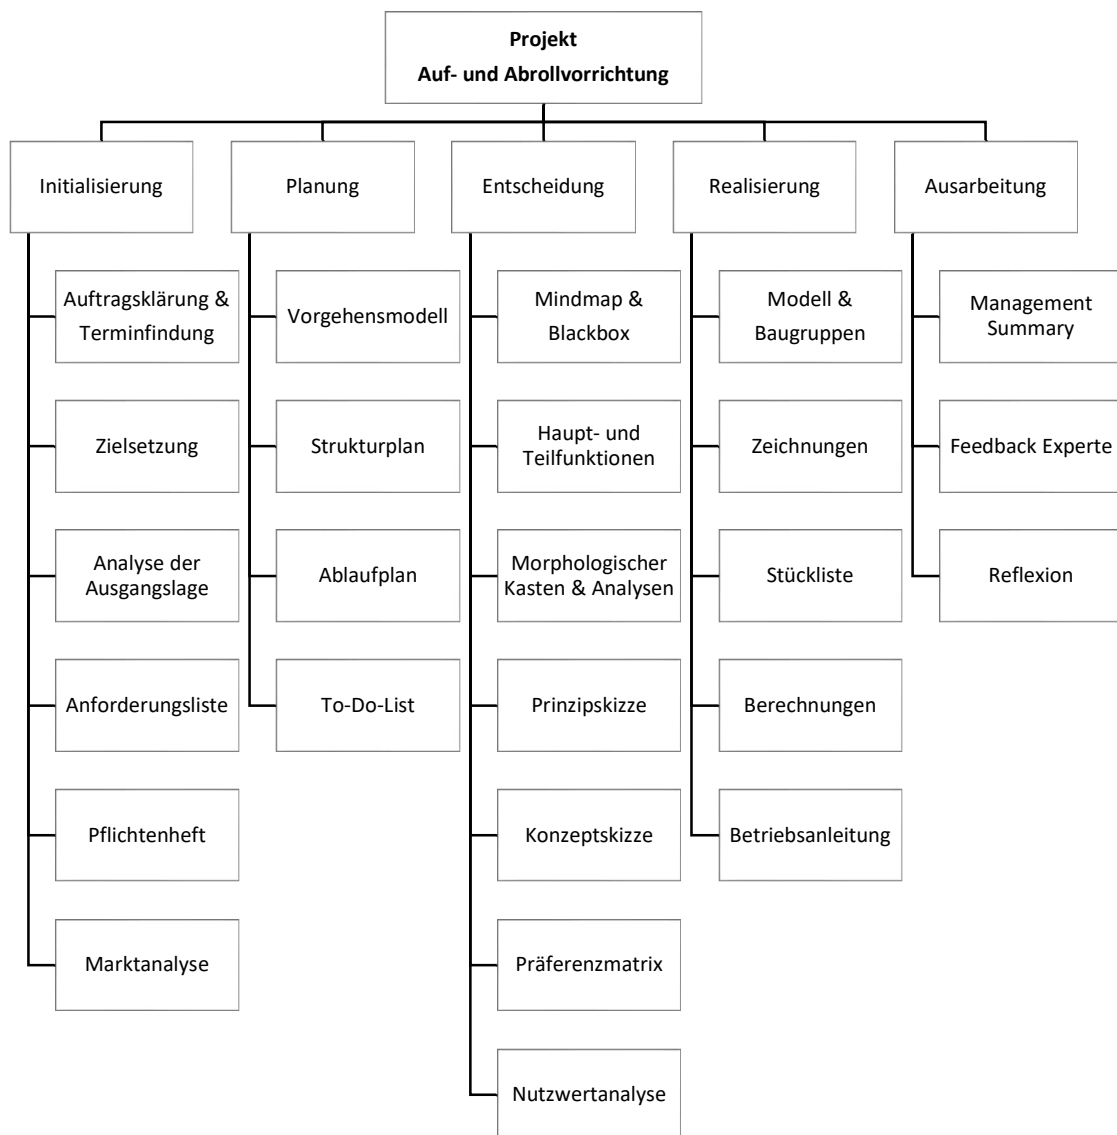 Projekt
Auf- und Abrollvorrichtung
Initialisierung
Planung
Entscheidung
Realisierung
Ausarbeitung
Auftragsklärung &
Terminfindung
Zielsetzung
Analyse der
Ausgangslage
Anforderungsliste
Pflichtenheft
Marktanalyse
Vorgehensmodell
Strukturplan
Ablaufplan
To-Do-List
Mindmap &
Blackbox
Haupt- und
Teilfunktionen
Morphologischer
Kasten & Analysen
Prinzipskizze
Konzeptskizze
Präferenzmatrix
Nutzwertanalyse
Modell &
Baugruppen
Zeichnungen
Stückliste
Berechnungen
Betriebsanleitung
Management
Summary
Feedback Experte
Reflexion